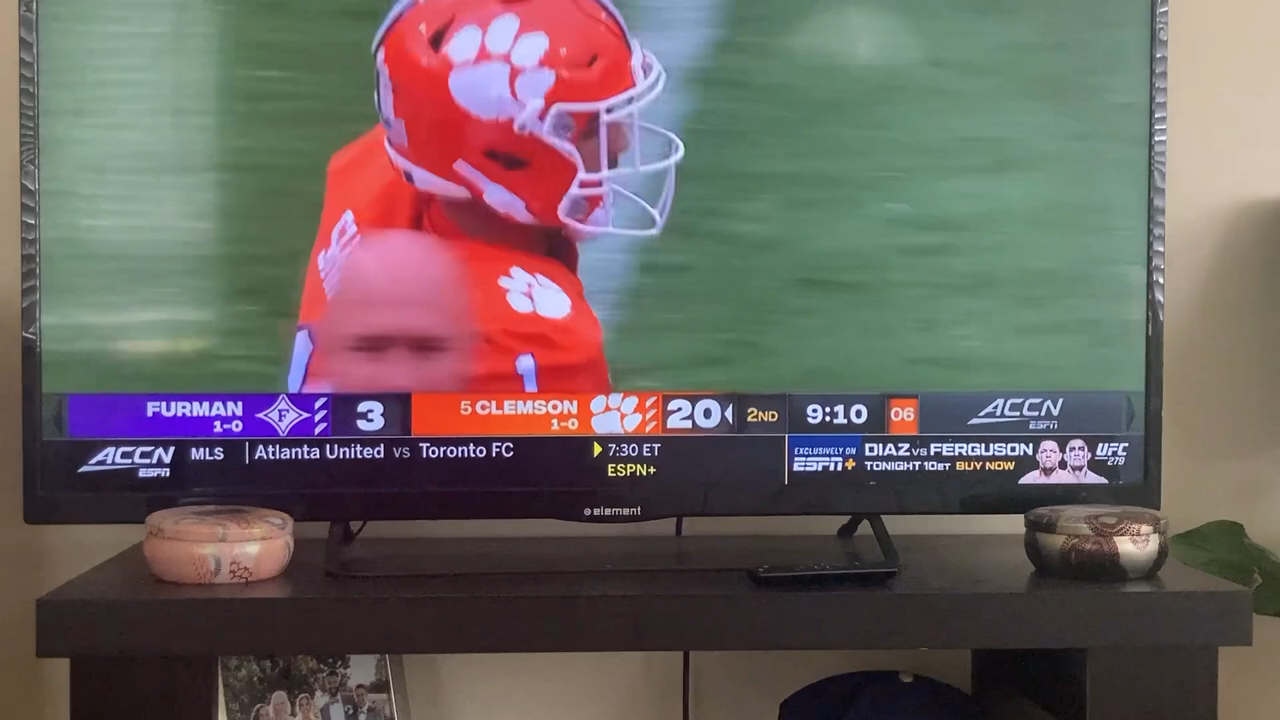 1
FURMAN
1-0
F
3
5 CLEMSON
1-0
20
2ND
9:10
06
ACCN
ESPN
ACCN
ESPN
MLS
Atlanta United vs Toronto FC
7:30 ET
ESPN+
EXCLUSIVELY ON
ESPN+
DIAZ VS FERGUSON
TONIGHT 10ET BUY NOW
UFC
279
element